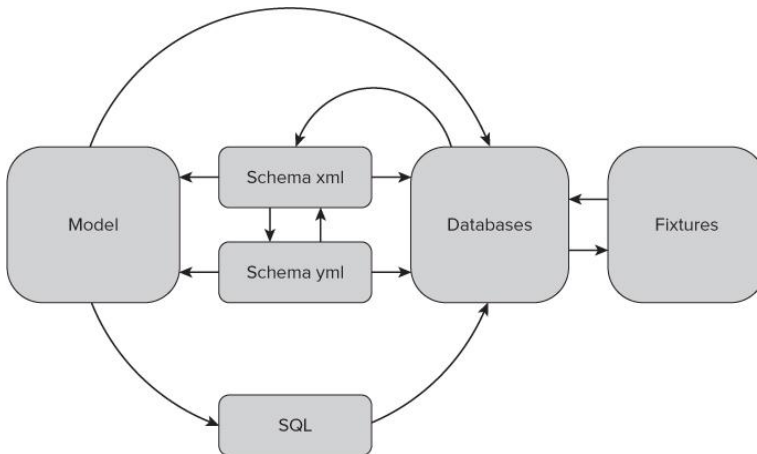 Schema xml
Model
Databases
Fixtures
Schema yml
SQL